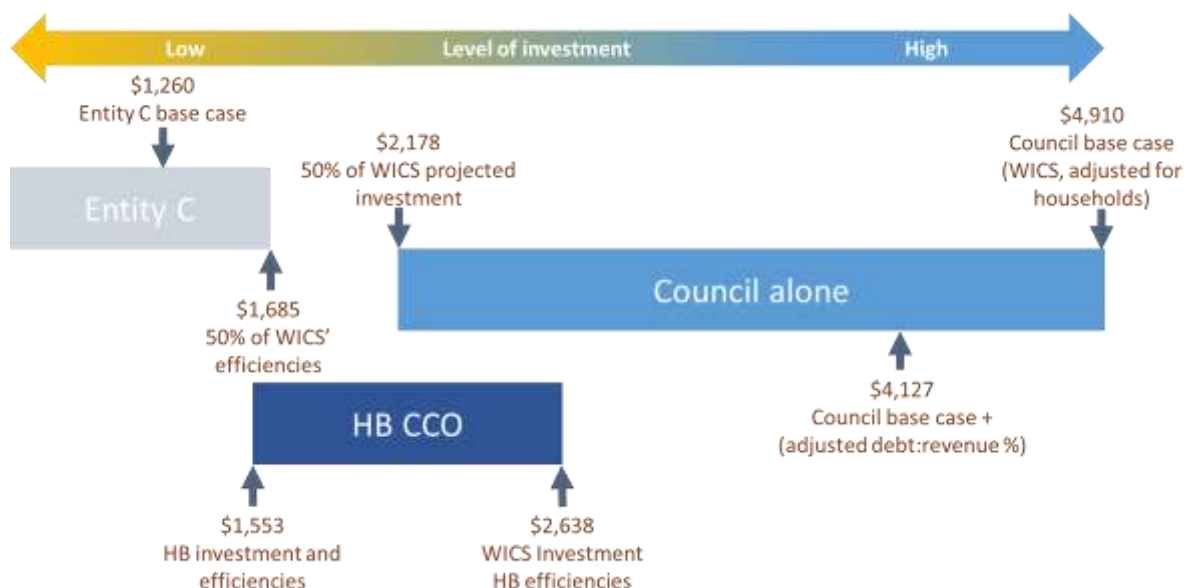 Low
Level of investment
High
$1,260
Entity C base case
$2,178
50% of WICS projected
investment
$4,910
Council base case
(WICS, adjusted for
households)
Entity C
Council alone
$1,685
50% of WICS'
efficiencies
$4,127
Council base case +
(adjusted debt:revenue %)
HB CCO
$1,553
HB investment and
efficiencies
$2,638
WICS Investment
HB efficiencies